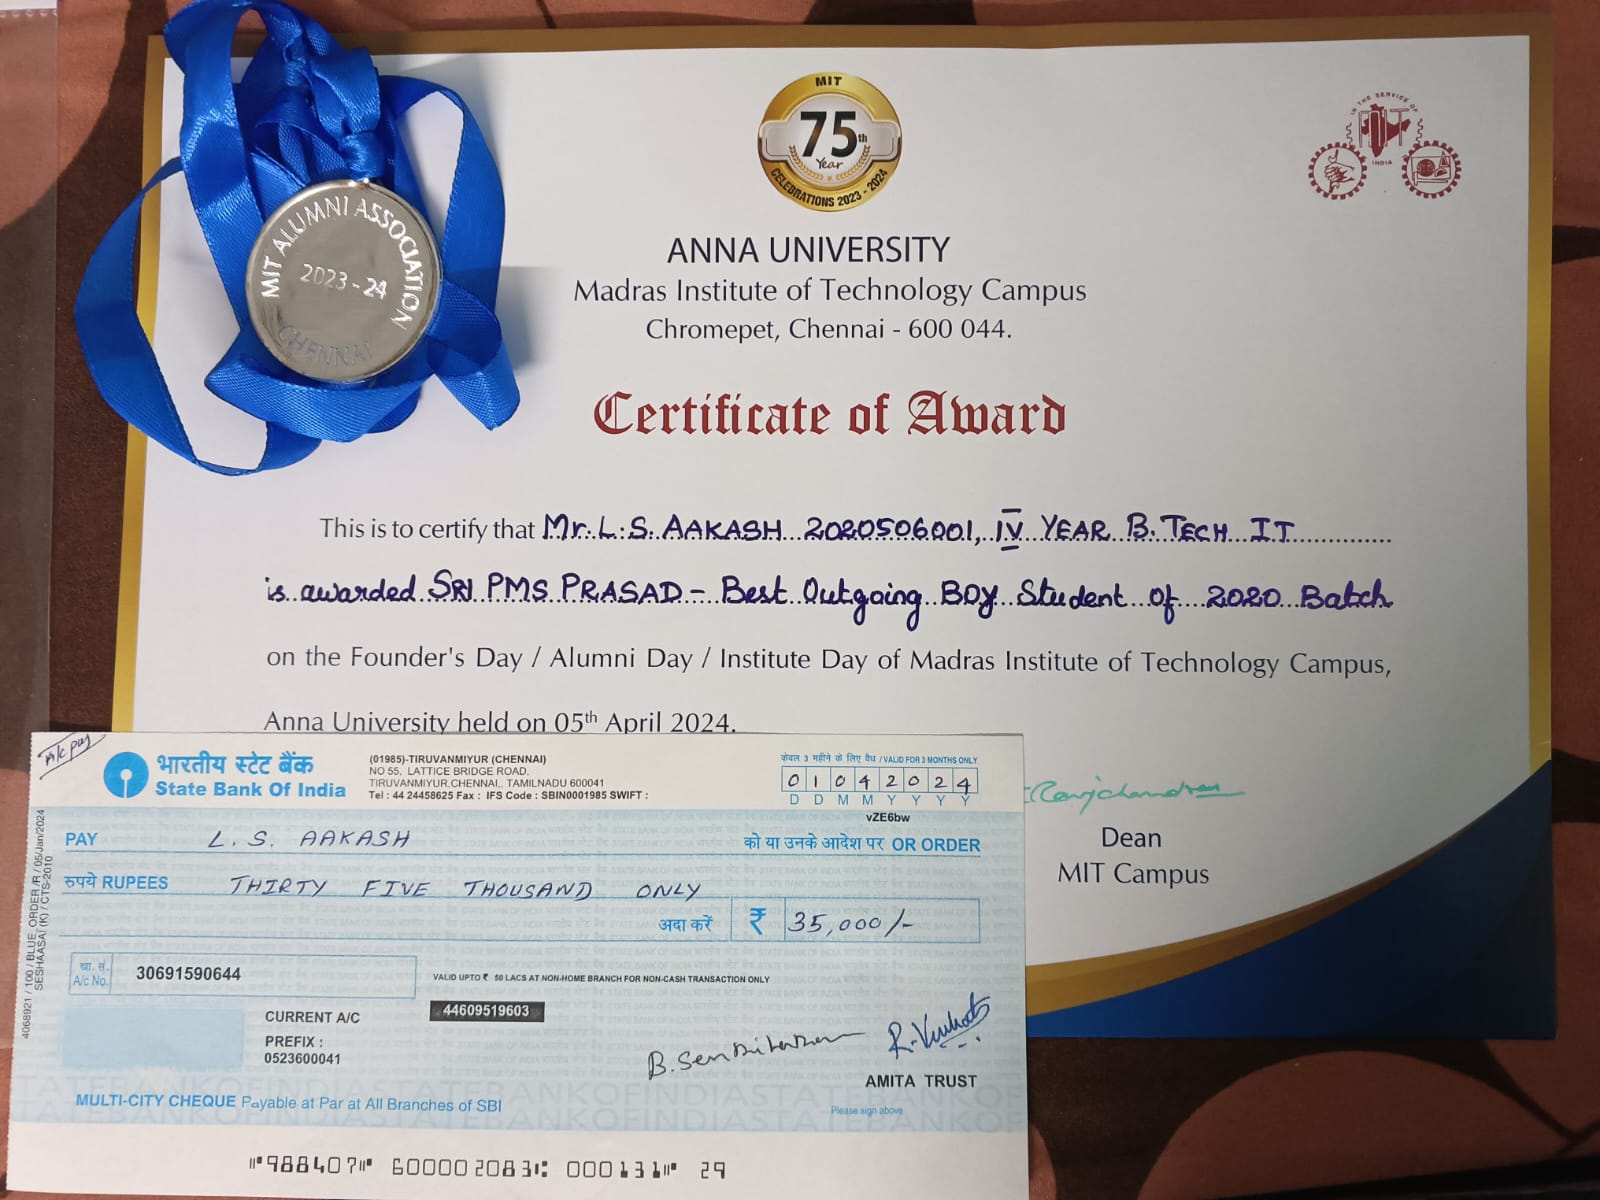 MIT ALUMNI ASSOCIATION
2023 - 24
CHENNAI
MIT
75th
Year
CELEBRATIONS 2023 - 2024
IN THE SERVICE OF
MIT
INDIA
ANNA UNIVERSITY
Madras Institute of Technology Campus
Chromepet, Chennai - 600 044.
Certificate of Award
This is to certify that Mr. L.S. AAKASH 2020506001, IV YEAR B.TECH IT
is awarded SRI PMS PRASAD - Best Outgoing BOY Student of 2020 Batch
on the Founder's Day / Alumni Day / Institute Day of Madras Institute of Technology Campus,
Anna University held on 05th April 2024.
Dean
MIT Campus
A/c pay
भारतीय स्टेट बैंक
State Bank Of India
(01985)-TIRUVANMIYUR (CHENNAI)
NO 55, LATTICE BRIDGE ROAD,
TIRUVANMIYUR,CHENNAI,. TAMILNADU 600041
Tel : 44 24458625 Fax : IFS Code : SBIN0001985 SWIFT :
केवल 3 महीने के लिए वैध / VALID FOR 3 MONTHS ONLY
0 1 0 4 2 0 2 4
D D M M Y Y Y Y
vZE6bw
PAY L. S. AAKASH को या उनके आदेश पर OR ORDER
रुपये RUPEES THIRTY FIVE THOUSAND ONLY
अदा करें ₹ 35,000/-
खा. सं.
A/c No. 30691590644
VALID UPTO ₹ 50 LACS AT NON-HOME BRANCH FOR NON-CASH TRANSACTION ONLY
44609519603
CURRENT A/C
PREFIX :
0523600041
B. Senthilkumar R. Venkat
AMITA TRUST
Please sign above
MULTI-CITY CHEQUE Payable at Par at All Branches of SBI
STATEBANKOFINDIASTATEBANKOFINDIASTATEBANKOF
⑈988407⑈ 600002083⑆ 000131⑈ 29
4068921 / 100 / BLUE_ORDER /R / 05/Jan/2024
SESHAASAI (K) / CTS-2010